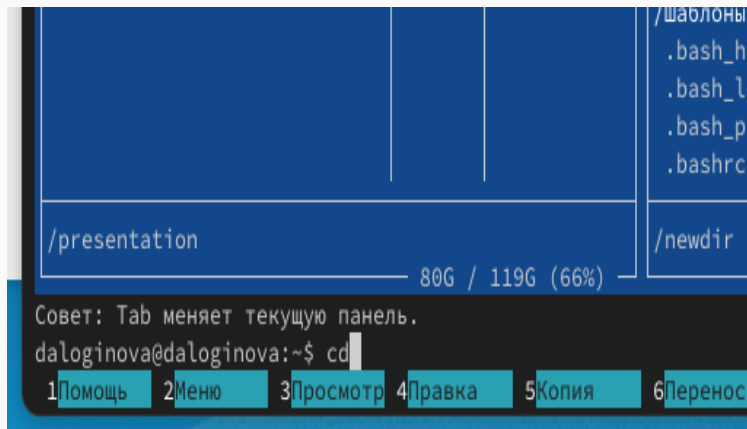 /Шаблоны
.bash_h
.bash_l
.bash_p
.bashrc
/presentation
/newdir
80G / 119G (66%)
Совет: Tab меняет текущую панель.
daloginova@daloginova:~$ cd
1Помощь 2Меню 3Просмотр 4Правка 5Копия 6Перенос